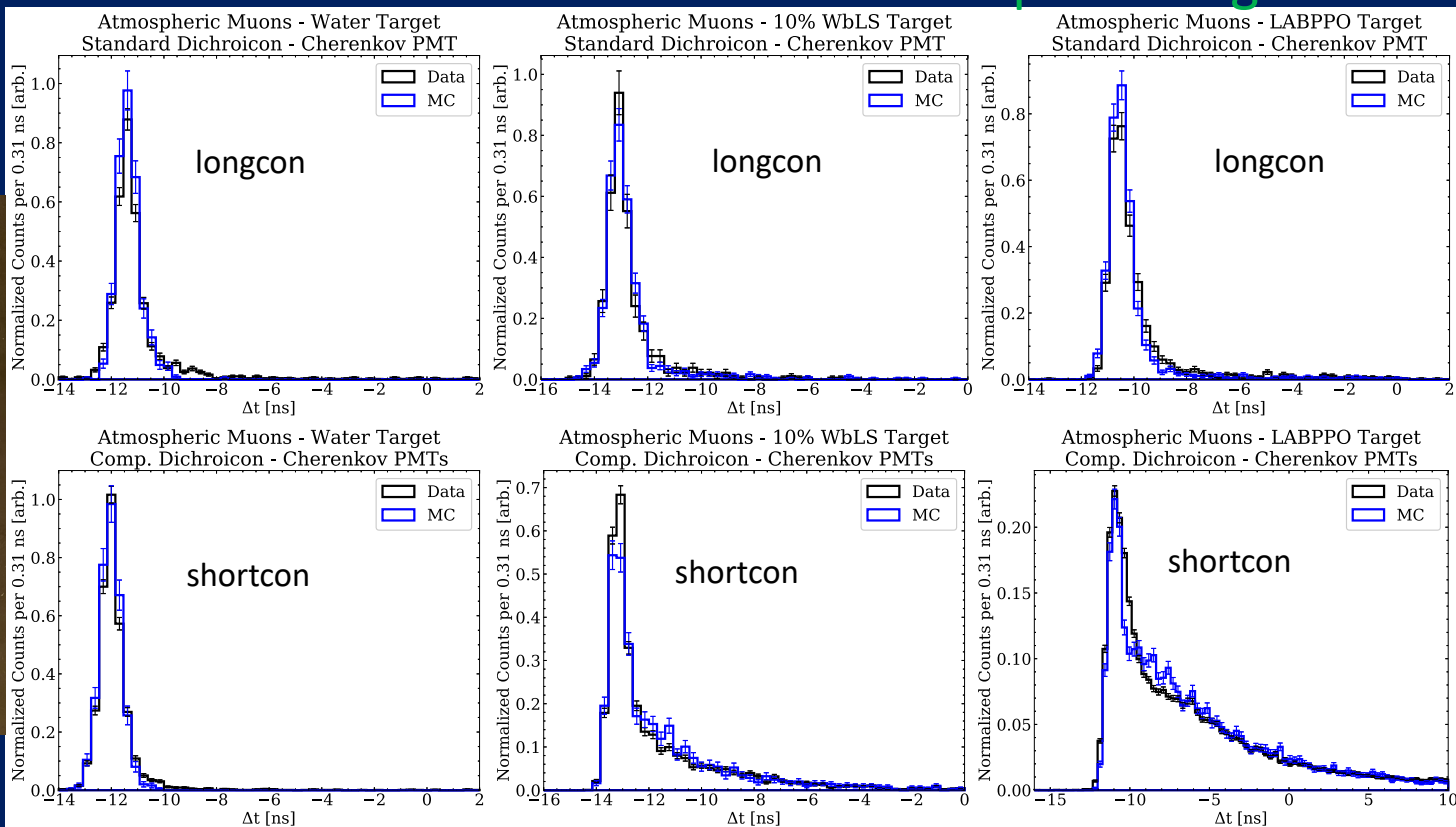 Atmospheric Muons - Water Target
Standard Dichroicon - Cherenkov PMT
Normalized Counts per 0.31 ns [arb.]
1.0
0.8
0.6
0.4
0.2
0.0
Data
MC
longcon
−14 −12 −10 −8 −6 −4 −2 0 2
Δt [ns]
Atmospheric Muons - 10% WbLS Target
Standard Dichroicon - Cherenkov PMT
Normalized Counts per 0.31 ns [arb.]
1.0
0.8
0.6
0.4
0.2
0.0
Data
MC
longcon
−16 −14 −12 −10 −8 −6 −4 −2 0
Δt [ns]
Atmospheric Muons - LABPPO Target
Standard Dichroicon - Cherenkov PMT
Normalized Counts per 0.31 ns [arb.]
0.8
0.6
0.4
0.2
0.0
Data
MC
longcon
−14 −12 −10 −8 −6 −4 −2 0 2
Δt [ns]
Atmospheric Muons - Water Target
Comp. Dichroicon - Cherenkov PMTs
Normalized Counts per 0.31 ns [arb.]
1.0
0.8
0.6
0.4
0.2
0.0
Data
MC
shortcon
−14 −12 −10 −8 −6 −4 −2 0 2
Δt [ns]
Atmospheric Muons - 10% WbLS Target
Comp. Dichroicon - Cherenkov PMTs
Normalized Counts per 0.31 ns [arb.]
0.7
0.6
0.5
0.4
0.3
0.2
0.1
0.0
Data
MC
shortcon
−16 −14 −12 −10 −8 −6 −4 −2 0
Δt [ns]
Atmospheric Muons - LABPPO Target
Comp. Dichroicon - Cherenkov PMTs
Normalized Counts per 0.31 ns [arb.]
0.20
0.15
0.10
0.05
0.00
Data
MC
shortcon
−15 −10 −5 0 5 10
Δt [ns]